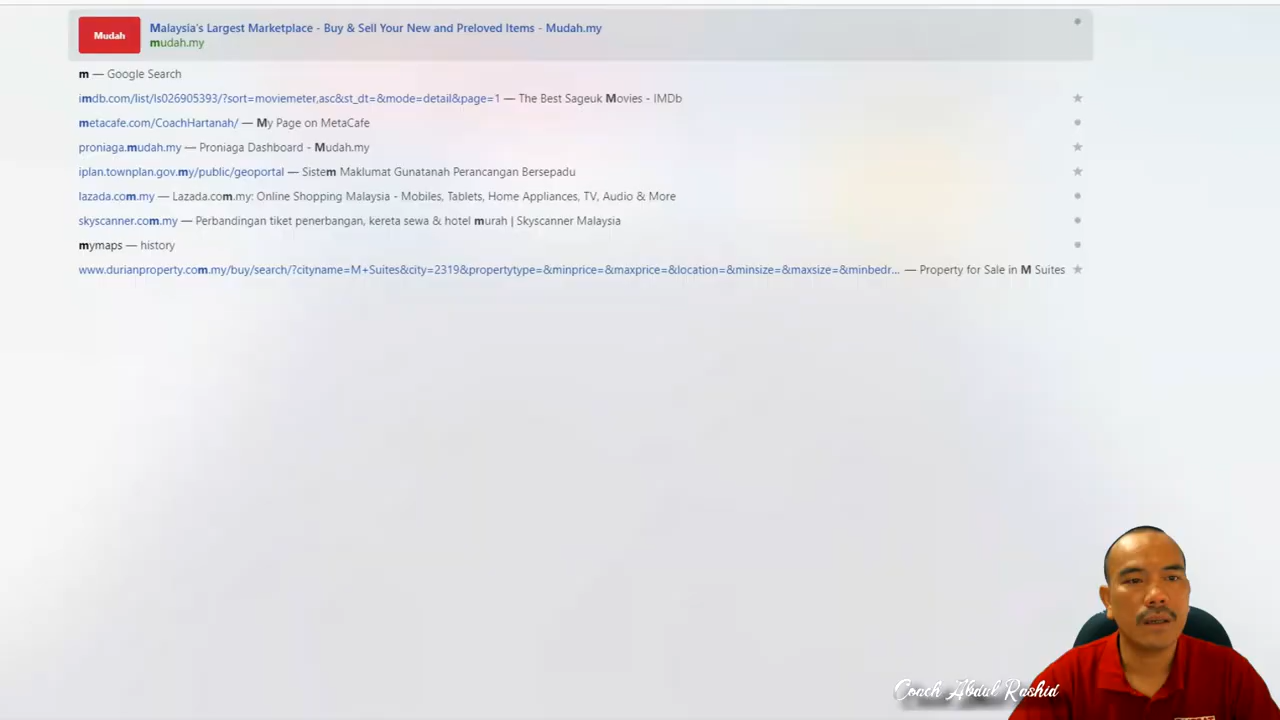 Mudah
Malaysia's Largest Marketplace - Buy & Sell Your New and Preloved Items - Mudah.my
mudah.my
m — Google Search
imdb.com/list/ls026905393/?sort=moviemeter,asc&st_dt=&mode=detail&page=1 — The Best Sageuk Movies - IMDb
metacafe.com/CoachHartanah/ — My Page on MetaCafe
proniaga.mudah.my — Proniaga Dashboard - Mudah.my
iplan.townplan.gov.my/public/geoportal — Sistem Maklumat Gunatanah Perancangan Bersepadu
lazada.com.my — Lazada.com.my: Online Shopping Malaysia - Mobiles, Tablets, Home Appliances, TV, Audio & More
skyscanner.com.my — Perbandingan tiket penerbangan, kereta sewa & hotel murah | Skyscanner Malaysia
mymaps — history
www.durianproperty.com.my/buy/search/?cityname=M+Suites&city=2319&propertytype=&minprice=&maxprice=&location=&minsize=&maxsize=&minbedr... — Property for Sale in M Suites
Coach Abdul Rashid